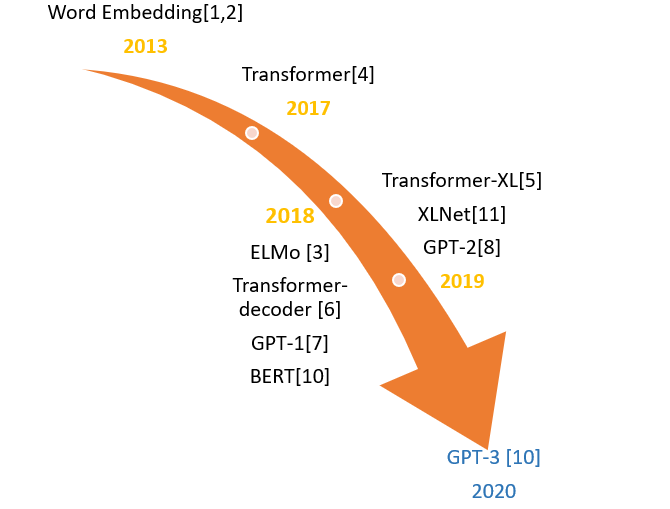 Word Embedding[1,2]
2013
Transformer[4]
2017
2018
ELMo [3]
Transformer-
decoder [6]
GPT-1[7]
BERT[10]
Transformer-XL[5]
XLNet[11]
GPT-2[8]
2019
GPT-3 [10]
2020